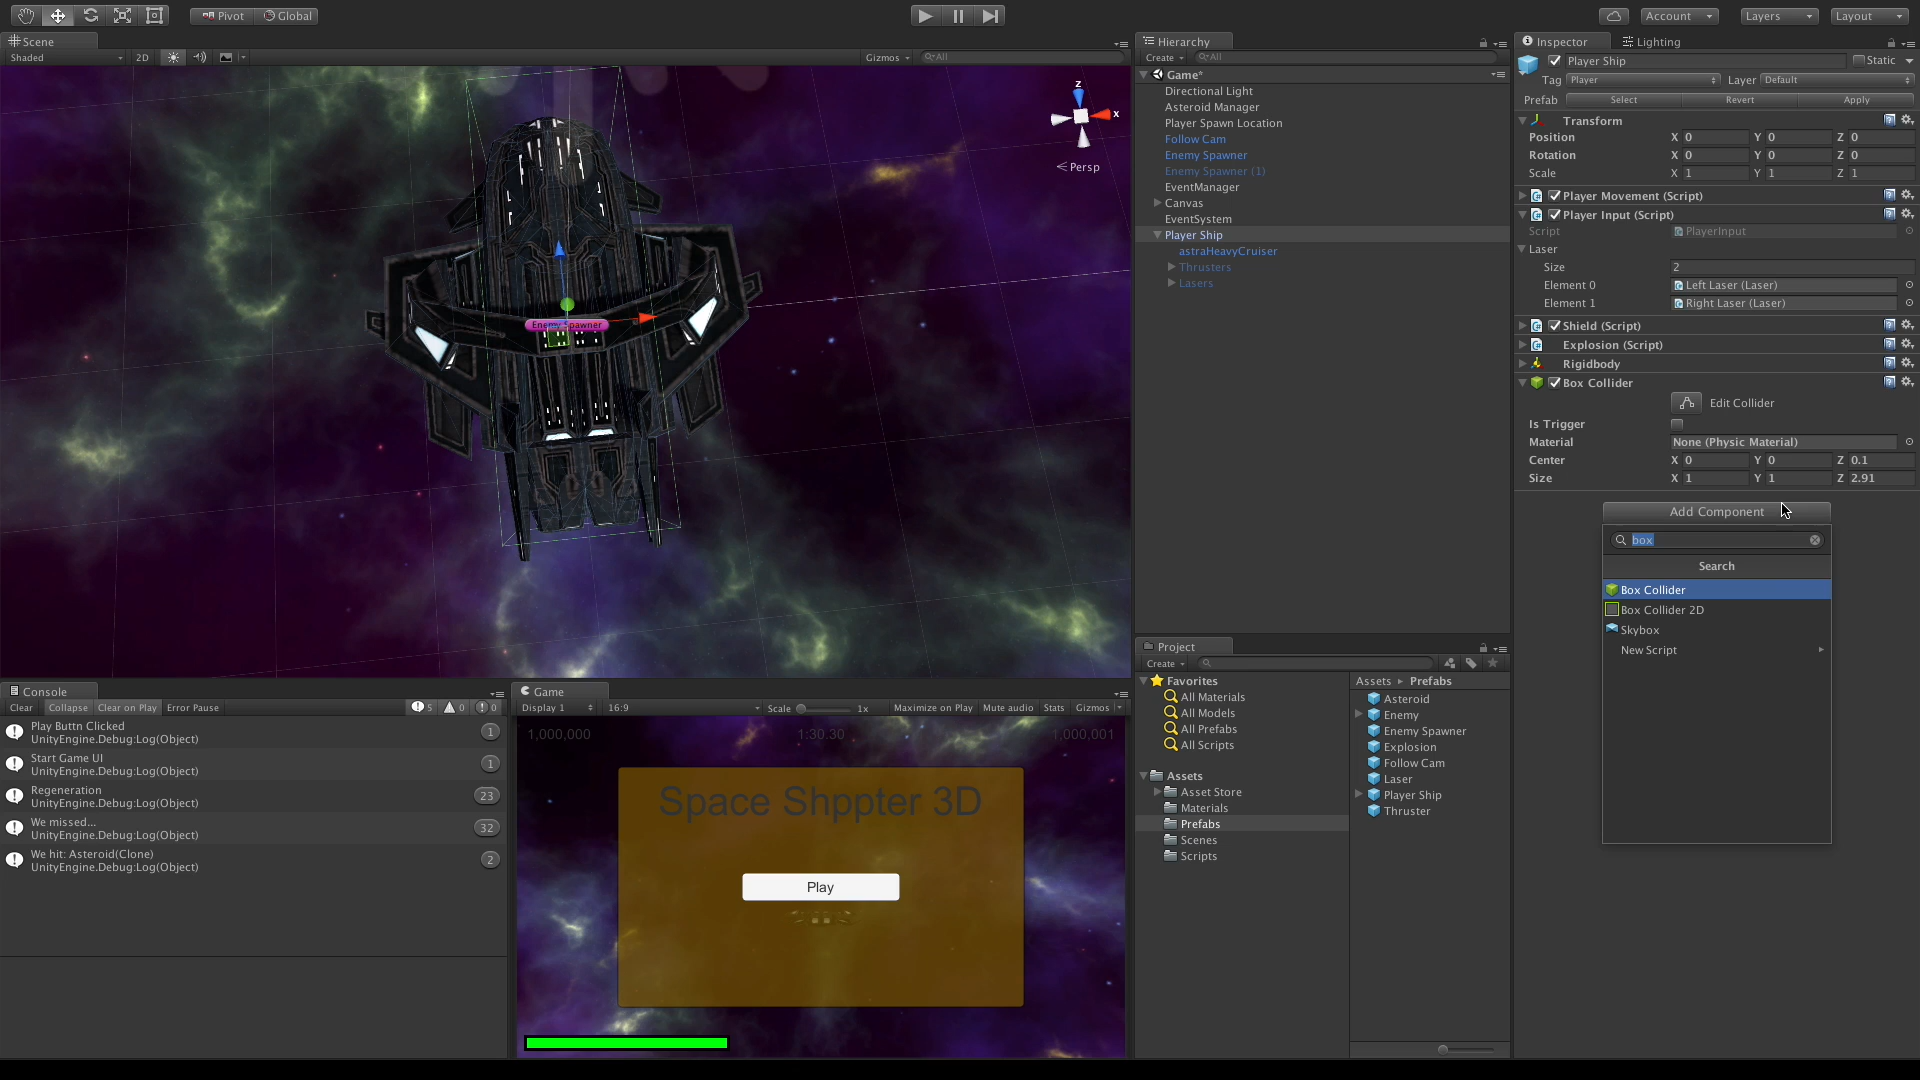 Pivot Global Account Layers Layout
Scene
Shaded 2D Gizmos All
z
x
Persp
Enemy Spawner
Hierarchy
Create All
Game*
Directional Light
Asteroid Manager
Player Spawn Location
Follow Cam
Enemy Spawner
Enemy Spawner (1)
EventManager
Canvas
EventSystem
Player Ship
astraHeavyCruiser
Thrusters
Lasers
Inspector Lighting
Player Ship Static
Tag Player Layer Default
Prefab Select Revert Apply
Transform
Position X 0 Y 0 Z 0
Rotation X 0 Y 0 Z 0
Scale X 1 Y 1 Z 1
Player Movement (Script)
Player Input (Script)
Script PlayerInput
Laser
Size 2
Element 0 Left Laser (Laser)
Element 1 Right Laser (Laser)
Shield (Script)
Explosion (Script)
Rigidbody
Box Collider
Edit Collider
Is Trigger
Material None (Physic Material)
Center X 0 Y 0 Z 0.1
Size X 1 Y 1 Z 2.91
Add Component
box
Search
Box Collider
Box Collider 2D
Skybox
New Script
Console
Clear Collapse Clear on Play Error Pause 5 0 0
Play Buttn Clicked
UnityEngine.Debug:Log(Object)
1
Start Game UI
UnityEngine.Debug:Log(Object)
1
Regeneration
UnityEngine.Debug:Log(Object)
23
We missed...
UnityEngine.Debug:Log(Object)
32
We hit: Asteroid(Clone)
UnityEngine.Debug:Log(Object)
2
Game
Display 1 16:9 Scale 1x Maximize on Play Mute audio Stats Gizmos
1,000,000 1:30.30 1,000,001
Space Shppter 3D
Play
Project
Create
Favorites
All Materials
All Models
All Prefabs
All Scripts
Assets
Asset Store
Materials
Prefabs
Scenes
Scripts
Assets Prefabs
Asteroid
Enemy
Enemy Spawner
Explosion
Follow Cam
Laser
Player Ship
Thruster